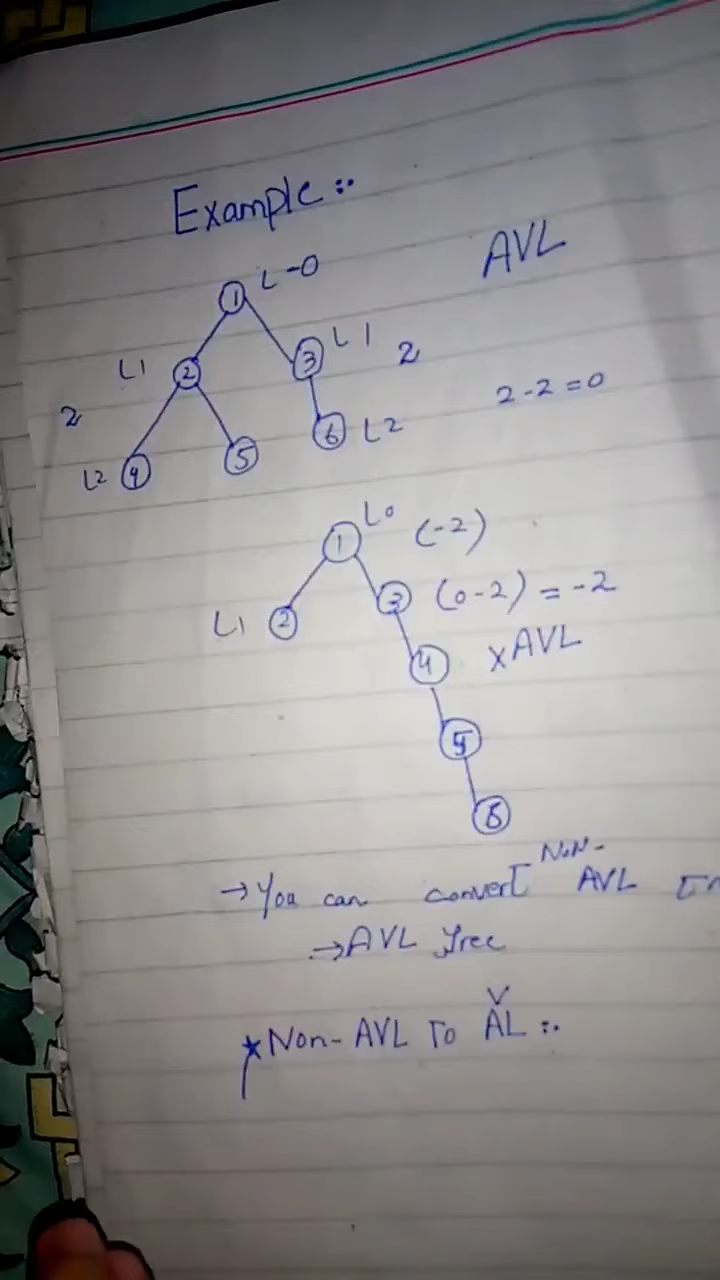 Example :.
AVL
1 L-0
L1 2 3 L1 2
2 2-2=0
L2 4 5 6 L2
1 L0 (-2)
L1 2 3 (0-2) = -2
4 xAVL
5
6
→ You can convert Non-AVL
→ AVL Tree
*Non-AVL To AVL :.